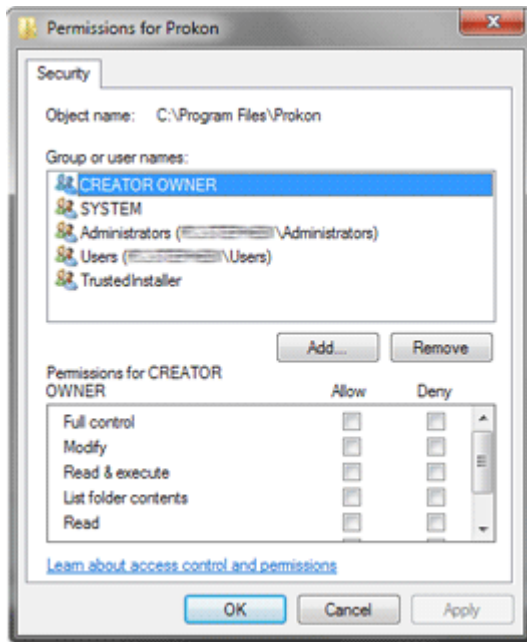 Permissions for Prokon
Security
Object name: C:\Program Files\Prokon
Group or user names:
CREATOR OWNER
SYSTEM
Administrators (\Administrators)
Users (\Users)
TrustedInstaller
Add...
Remove
Permissions for CREATOR
OWNER
Allow
Deny
Full control
Modify
Read & execute
List folder contents
Read
Learn about access control and permissions
OK
Cancel
Apply